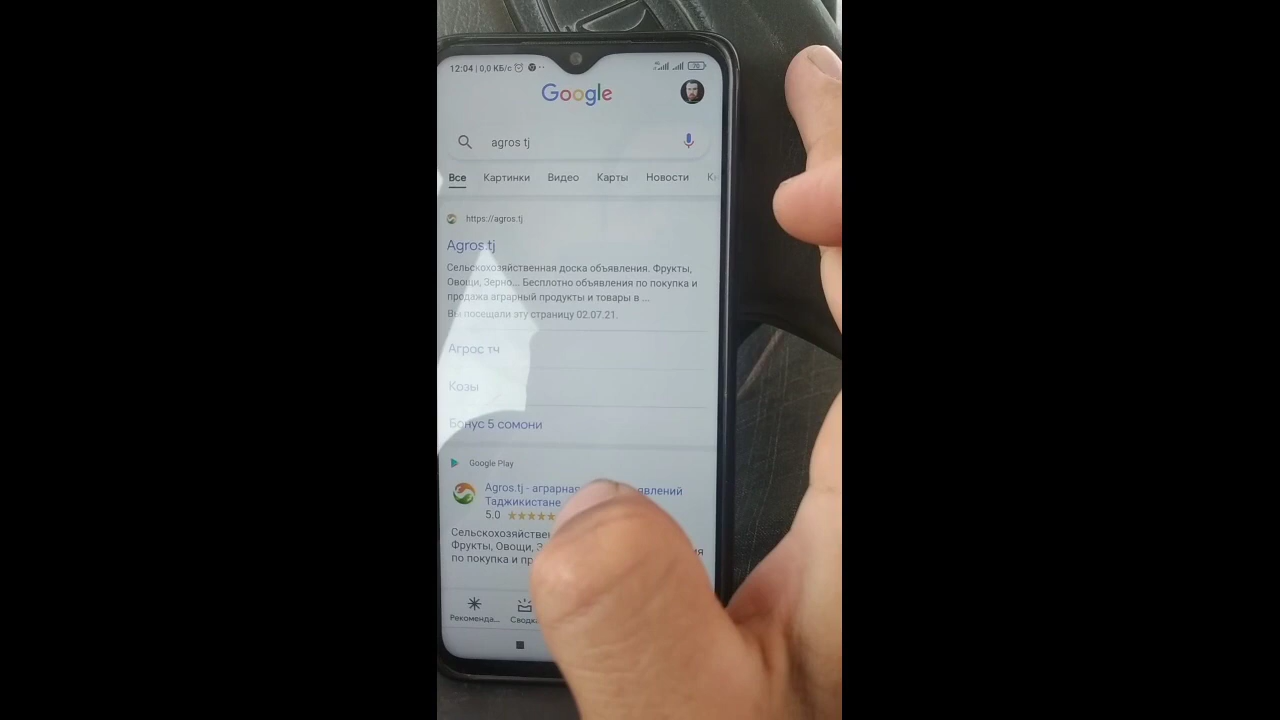 12:04 | 0,0 КБ/с
70
Google
agros tj
Все Картинки Видео Карты Новости
https://agros.tj
Agros.tj
Сельскохозяйственная доска объявления. Фрукты,
Овощи, Зерно... Бесплотно объявления по покупка и
продажа аграрный продукты и товары в ...
Вы посещали эту страницу 02.07.21.
Агрос тч
Козы
Бонус 5 сомони
Google Play
Agros.tj - аграрная
Таджикистане
5.0
Фрукты, Овощи,
по покупка и
Рекоменда...